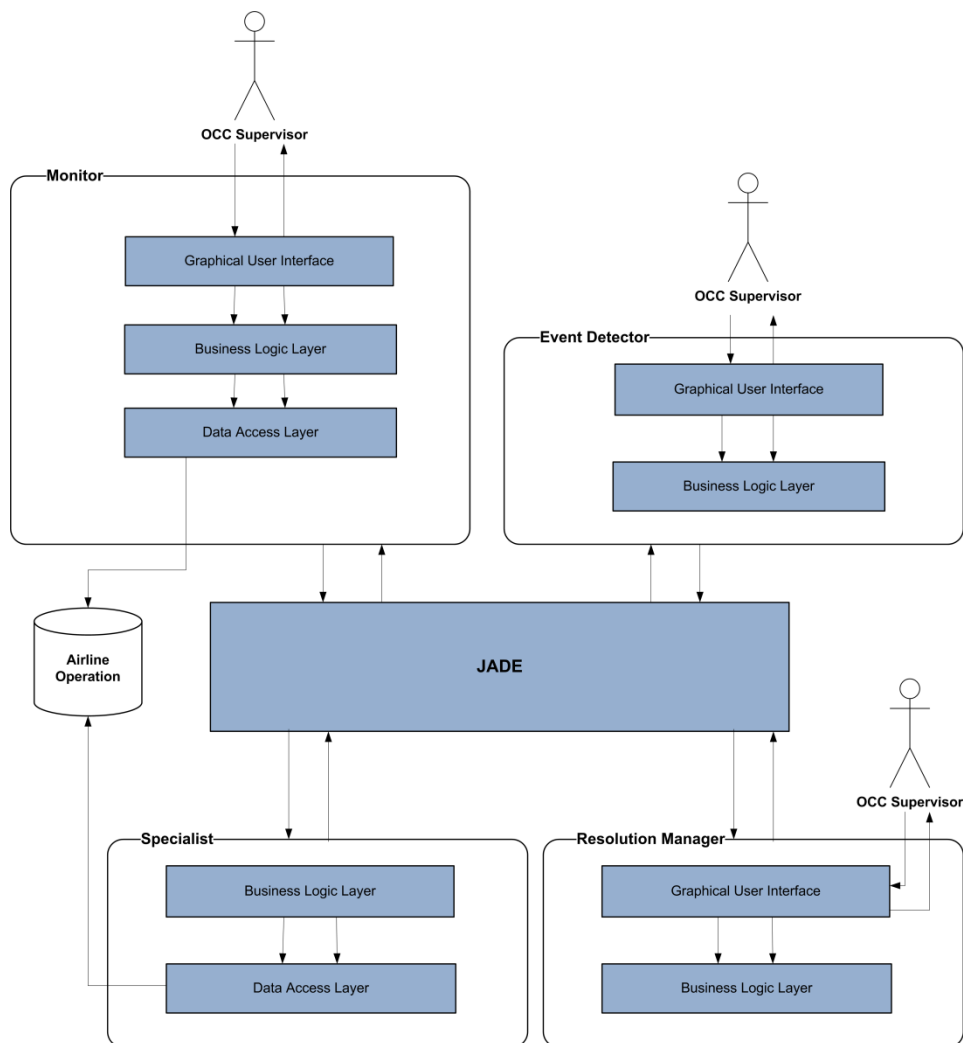 OCC Supervisor
Monitor
Graphical User Interface
Business Logic Layer
Data Access Layer
OCC Supervisor
Event Detector
Graphical User Interface
Business Logic Layer
Airline
Operation
JADE
OCC Supervisor
Specialist
Business Logic Layer
Data Access Layer
Resolution Manager
Graphical User Interface
Business Logic Layer